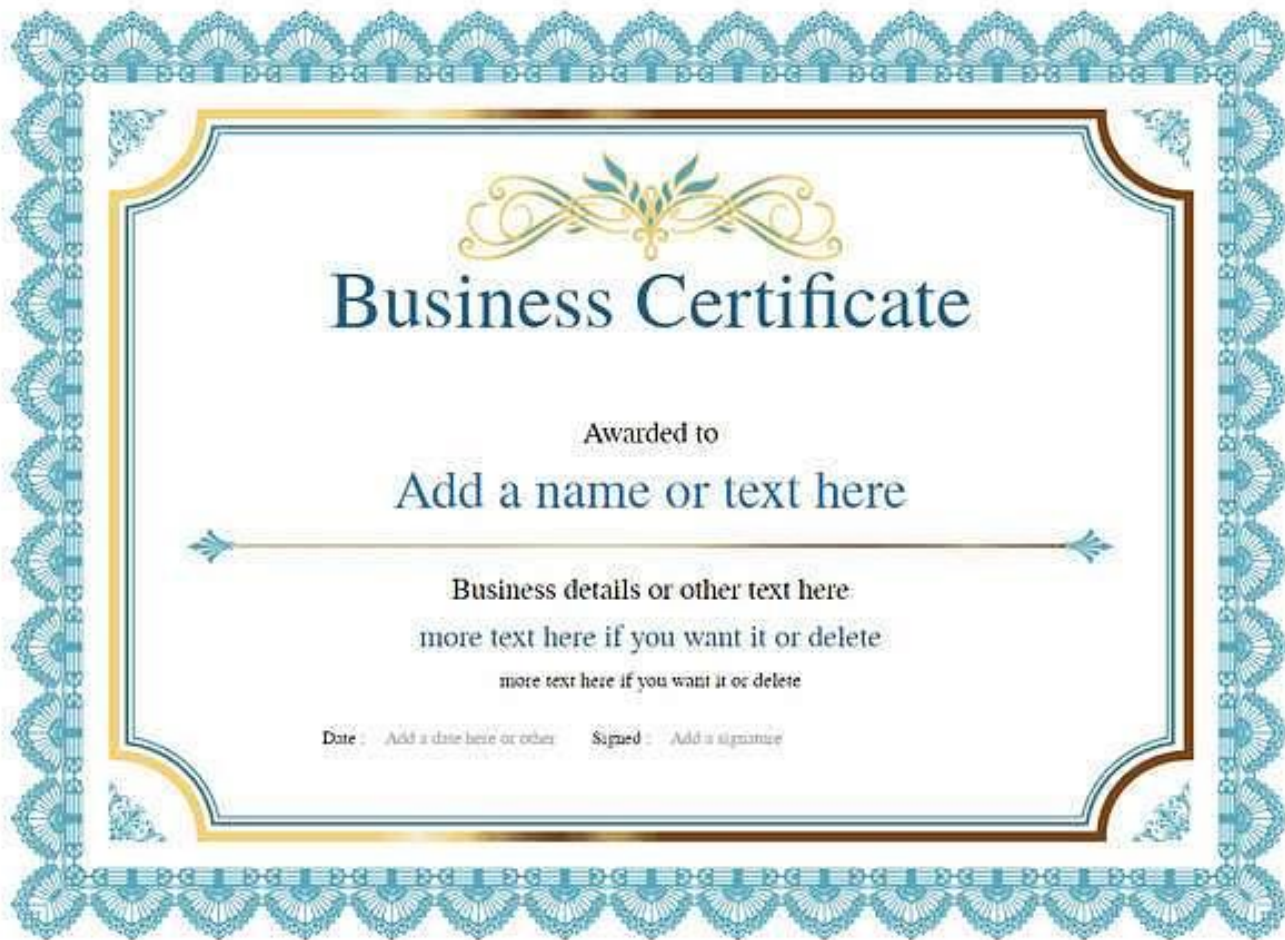 Business Certificate
Awarded to
Add a name or text here
Business details or other text here
more text here if you want it or delete
more text here if you want it or delete
Date : Add a date here or other Signed : Add a signature